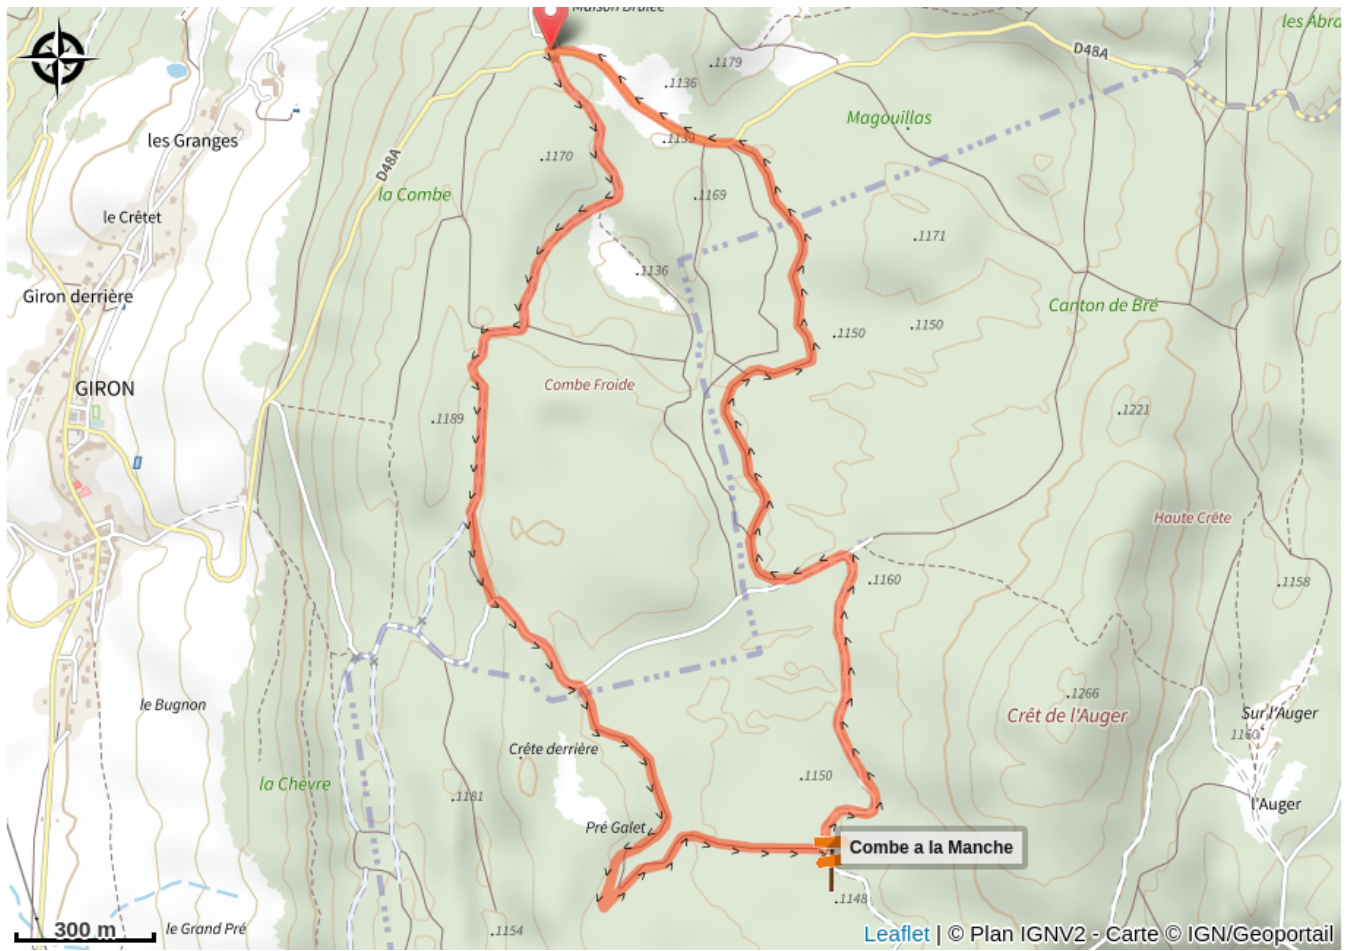 Maison Brûlée
les Abra
D48A
.1179
.1136
Magouillas
les Granges
.1139
.1170
D48A
la Combe
.1169
le Crêtet
.1171
.1136
Giron derrière
Canton de Bré
.1150
.1150
GIRON
Combe Froide
.1189
.1221
Haute Crête
.1160
.1158
.1266
Crêt de l'Auger
le Bugnon
Sur l'Auger
1160
Crête derrière
.1150
la Chèvre
.1181
l'Auger
Pré Galet
Combe a la Manche
.1148
300 m
le Grand Pré
.1154
Leaflet | © Plan IGNV2 - Carte © IGN/Geoportail